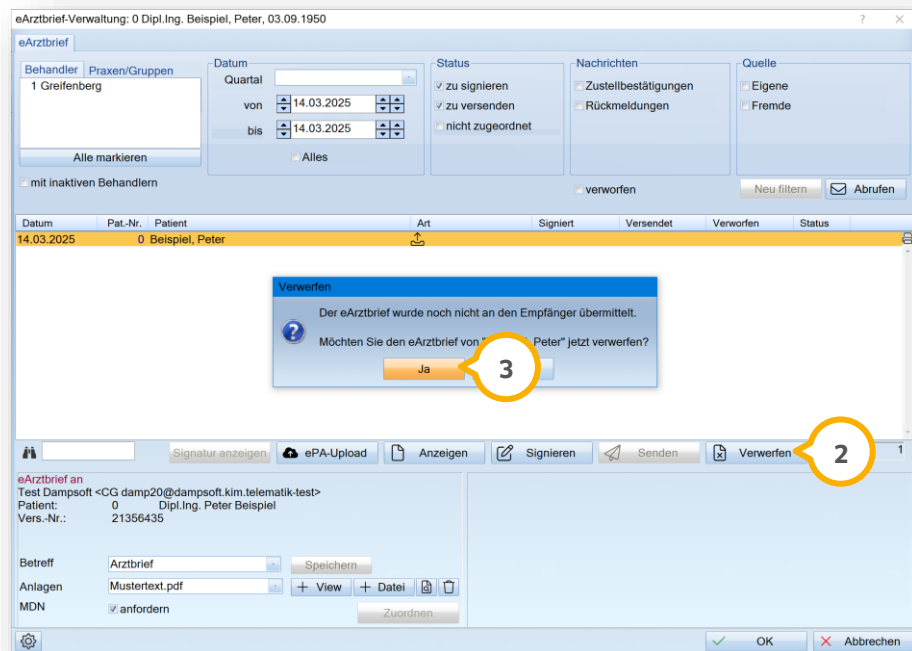 eArztbrief-Verwaltung: 0 Dipl.Ing. Beispiel, Peter, 03.09.1950
eArztbrief
Behandler Praxen/Gruppen
1 Greifenberg
Alle markieren
mit inaktiven Behandlern
Datum
Quartal
von 14.03.2025
bis 14.03.2025
Alles
Status
zu signieren
zu versenden
nicht zugeordnet
Nachrichten
Zustellbestätigungen
Rückmeldungen
verworfen
Quelle
Eigene
Fremde
Neu filtern Abrufen
Datum Pat.-Nr. Patient Art Signiert Versendet Verworfen Status
14.03.2025 0 Beispiel, Peter
Verwerfen
Der eArztbrief wurde noch nicht an den Empfänger übermittelt.
Möchten Sie den eArztbrief von " Peter" jetzt verwerfen?
Ja
3
Signatur anzeigen ePA-Upload Anzeigen Signieren Senden Verwerfen 2 1
eArztbrief an
Test Dampsoft <CG damp20@dampsoft.kim.telematik-test>
Patient: 0 Dipl.Ing. Peter Beispiel
Vers.-Nr.: 21356435
Betreff Arztbrief Speichern
Anlagen Mustertext.pdf + View + Datei
MDN anfordern Zuordnen
OK Abbrechen